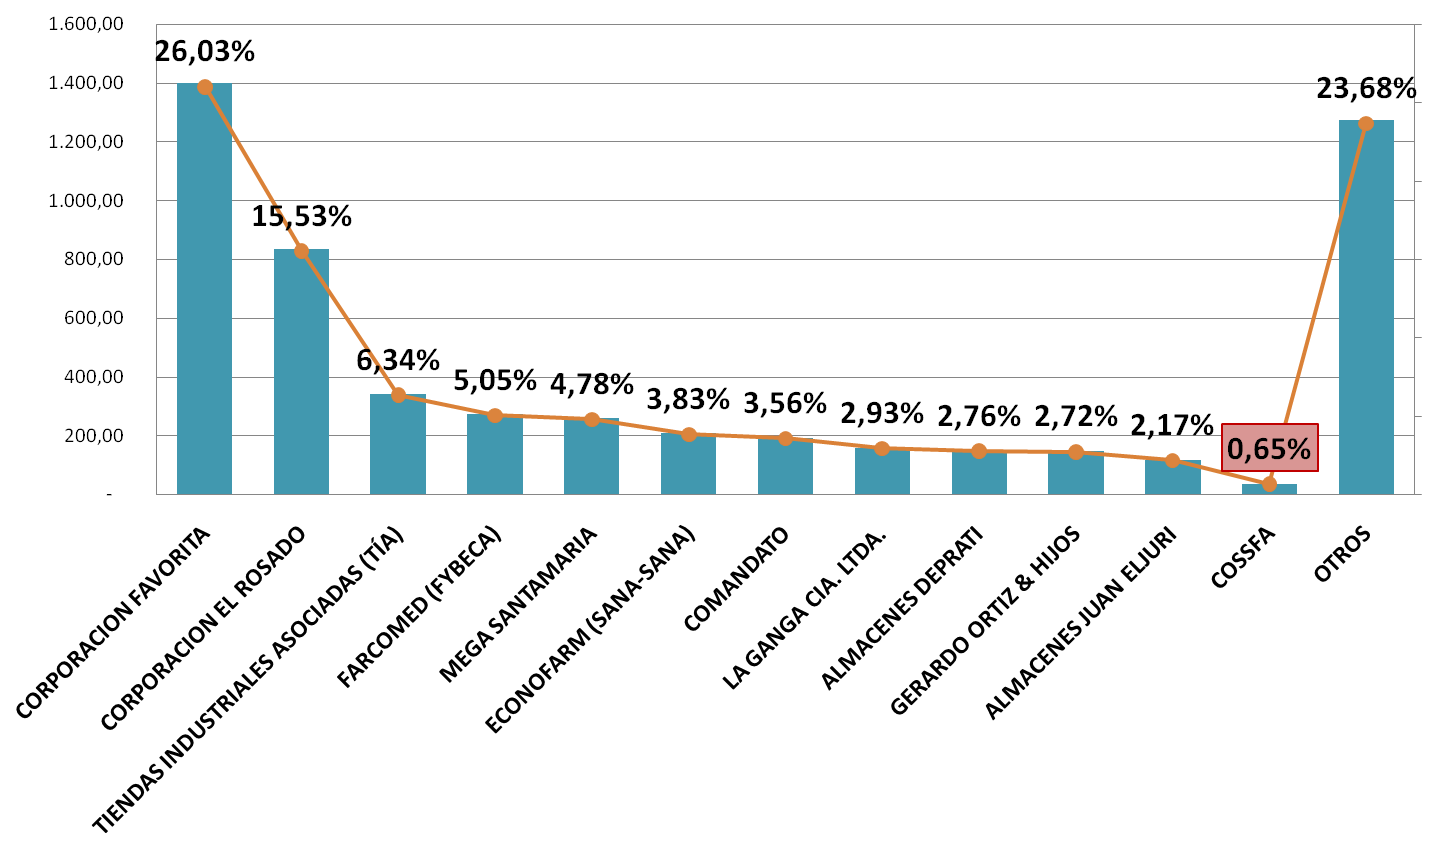 1.600,00
1.400,00
1.200,00
1.000,00
800,00
600,00
400,00
200,00
-
26,03%
15,53%
6,34%
5,05%
4,78%
3,83%
3,56%
2,93%
2,76%
2,72%
2,17%
0,65%
23,68%
CORPORACION FAVORITA
CORPORACION EL ROSADO
TIENDAS INDUSTRIALES ASOCIADAS (TÍA)
FARCOMED (FYBECA)
MEGA SANTAMARIA
ECONOFARM (SANA-SANA)
COMANDATO
LA GANGA CIA. LTDA.
ALMACENES DEPRATI
GERARDO ORTIZ & HIJOS
ALMACENES JUAN ELJURI
COSSFA
OTROS